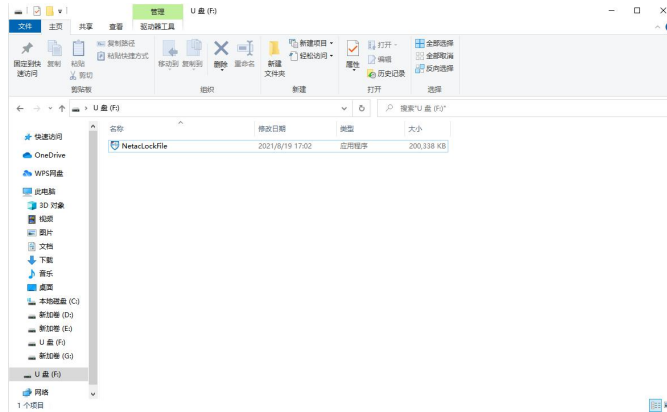 管理
U 盘 (F:)
文件 主页 共享 查看 驱动器工具
固定到快速访问
复制
粘贴
复制路径
粘贴快捷方式
剪切
剪贴板
移动到
复制到
删除
重命名
组织
新建文件夹
新建项目
轻松访问
新建
属性
打开
编辑
历史记录
打开
全部选择
全部取消
反向选择
选择
U 盘 (F:)
搜索"U 盘 (F:)"
名称 修改日期 类型 大小
NetacLockFile 2021/8/19 17:02 应用程序 200,338 KB
快速访问
OneDrive
WPS网盘
此电脑
3D 对象
视频
图片
文档
下载
音乐
桌面
本地磁盘 (C:)
新加卷 (D:)
新加卷 (E:)
U 盘 (F:)
新加卷 (G:)
U 盘 (F:)
网络
1 个项目